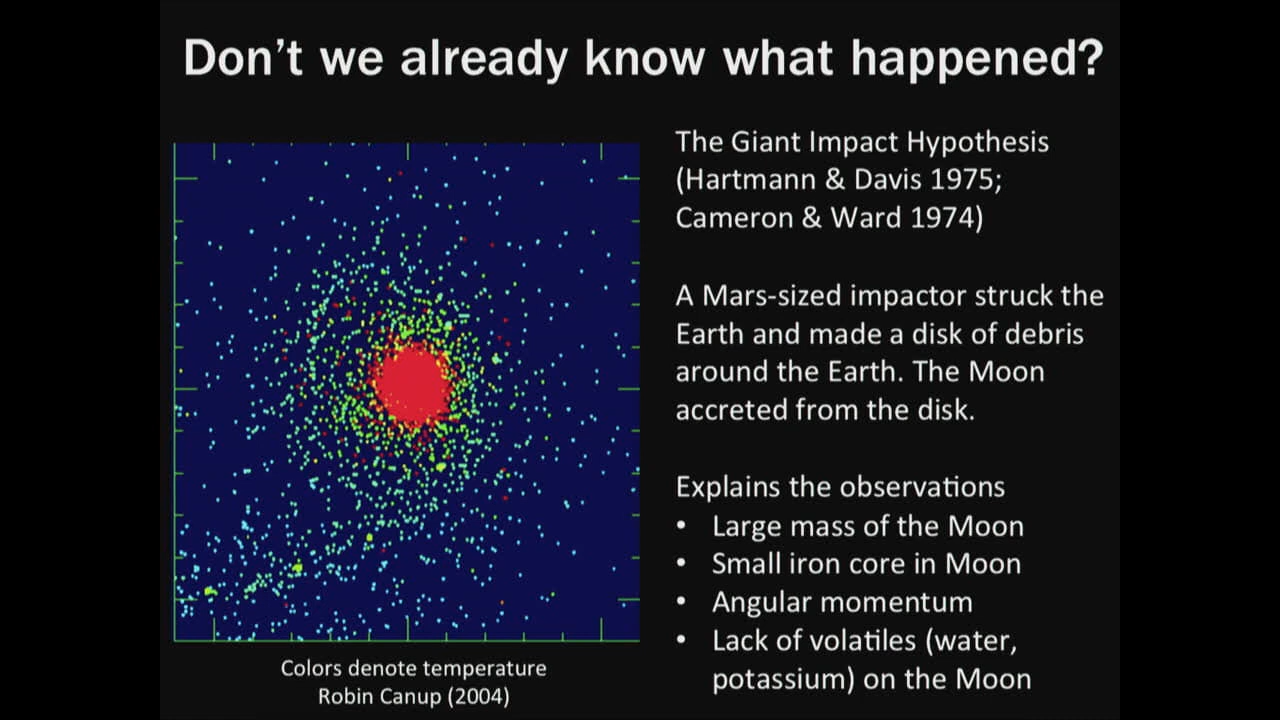 Don't we already know what happened?
The Giant Impact Hypothesis
(Hartmann & Davis 1975;
Cameron & Ward 1974)
A Mars-sized impactor struck the
Earth and made a disk of debris
around the Earth. The Moon
accreted from the disk.
Explains the observations
• Large mass of the Moon
• Small iron core in Moon
• Angular momentum
• Lack of volatiles (water,
potassium) on the Moon
Colors denote temperature
Robin Canup (2004)